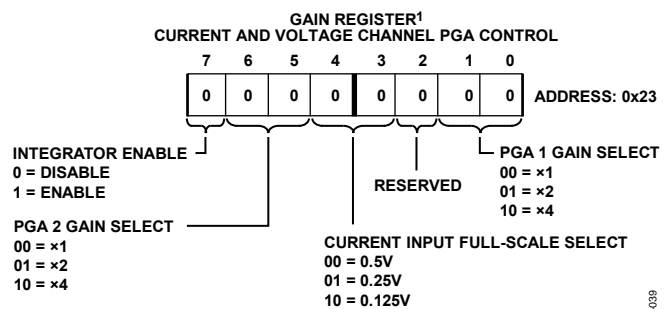 GAIN REGISTER1
CURRENT AND VOLTAGE CHANNEL PGA CONTROL
7 6 5 4 3 2 1 0
0 0 0 0 0 0 0 0 ADDRESS: 0x23
INTEGRATOR ENABLE
0 = DISABLE
1 = ENABLE
RESERVED
PGA 1 GAIN SELECT
00 = ×1
01 = ×2
10 = ×4
PGA 2 GAIN SELECT
00 = ×1
01 = ×2
10 = ×4
CURRENT INPUT FULL-SCALE SELECT
00 = 0.5V
01 = 0.25V
10 = 0.125V
039